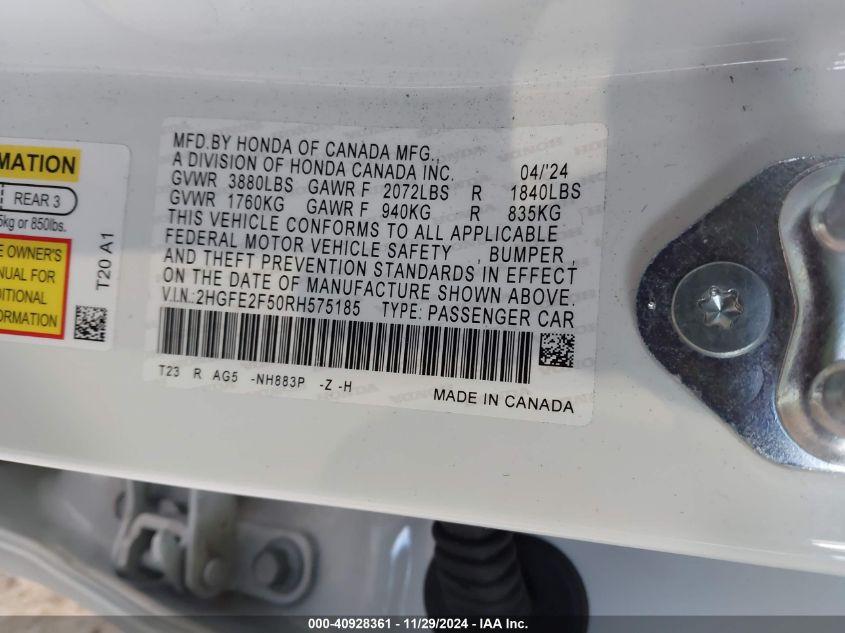 MATION
REAR 3
5kg or 850lbs.
E OWNER'S
NUAL FOR
DITIONAL
ORMATION
T20 A1
MFD.BY HONDA OF CANADA MFG.,
A DIVISION OF HONDA CANADA INC. 04/'24
GVWR 3880LBS GAWR F 2072LBS R 1840LBS
GVWR 1760KG GAWR F 940KG R 835KG
THIS VEHICLE CONFORMS TO ALL APPLICABLE
FEDERAL MOTOR VEHICLE SAFETY , BUMPER ,
AND THEFT PREVENTION STANDARDS IN EFFECT
ON THE DATE OF MANUFACTURE SHOWN ABOVE.
V.I.N.:2HGFE2F50RH575185 TYPE: PASSENGER CAR
T23 R AG5 -NH883P -Z -H
MADE IN CANADA
000-40928361 - 11/29/2024 - IAA Inc.